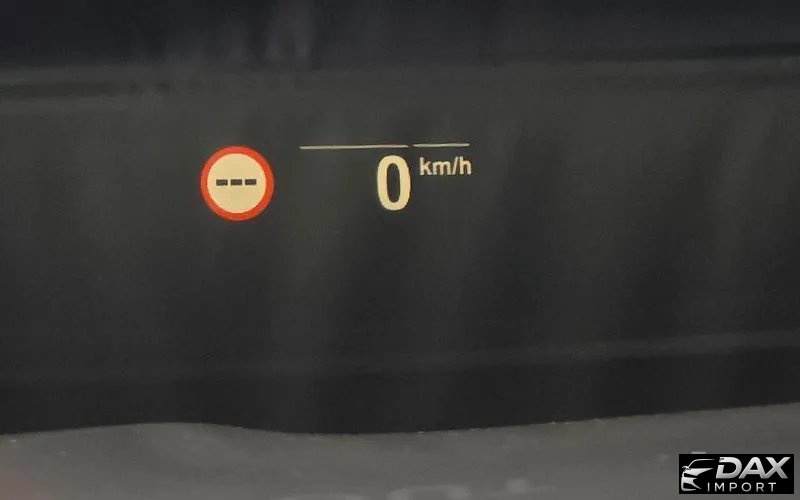 ---
0 km/h
DAX
IMPORT